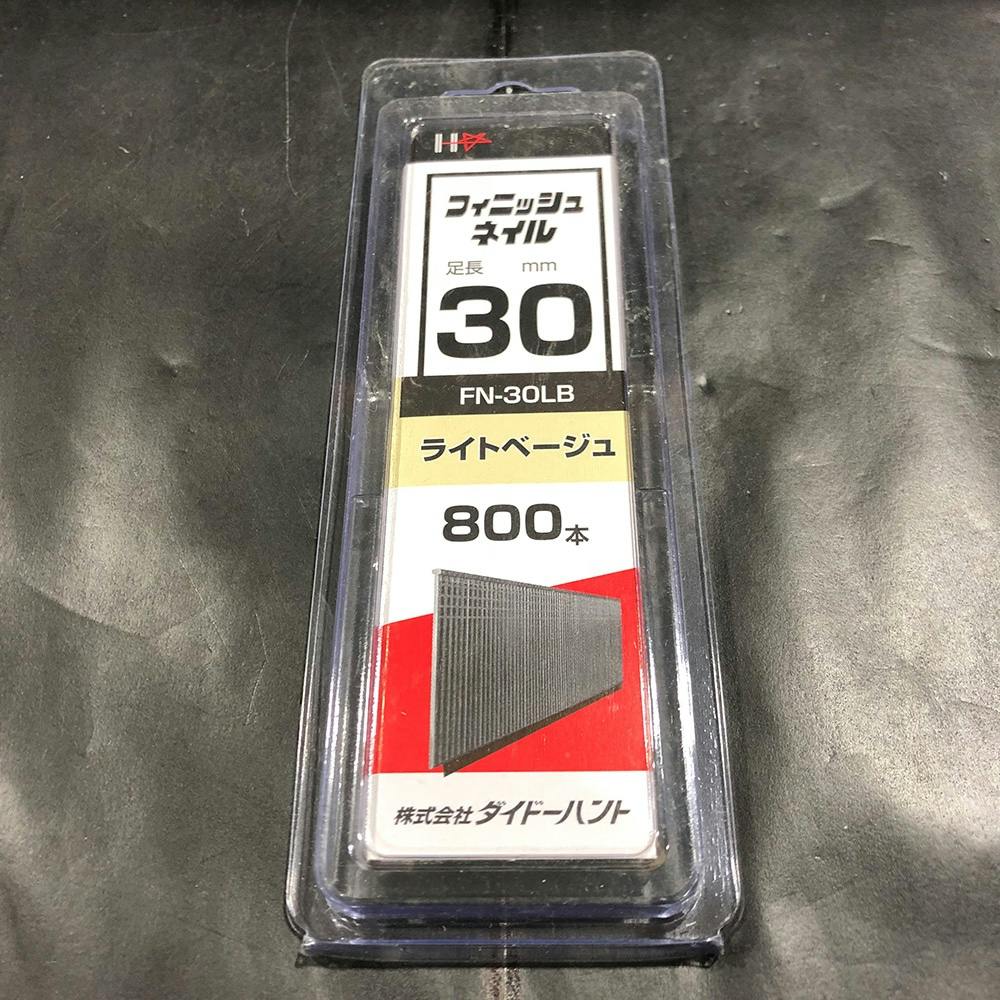 H
フィニッシュ
ネイル
足長 mm
30
FN-30LB
ライトベージュ
800本
株式会社 ダイドーハント